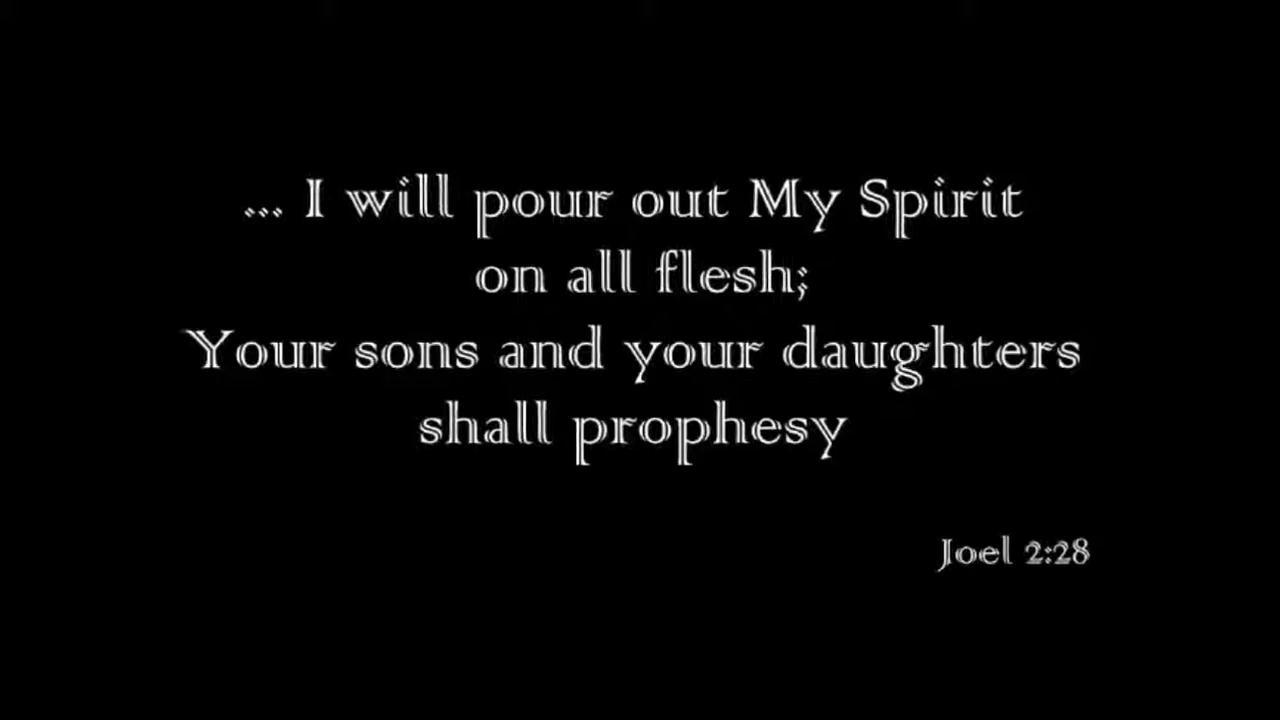 ... I will pour out My Spirit
on all flesh;
Your sons and your daughters
shall prophesy
Joel 2:28